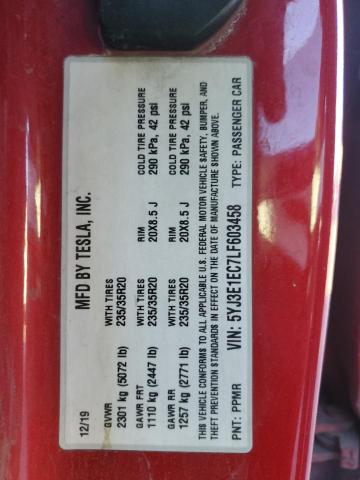 12/19 MFD BY TESLA, INC.
GVWR WITH TIRES RIM COLD TIRE PRESSURE
2301 kg (5072 lb) 235/35R20 20X8.5 J 290 kPa, 42 psi
GAWR FRT
1110 kg (2447 lb) 235/35R20
GAWR RR WITH TIRES RIM COLD TIRE PRESSURE
1257 kg (2771 lb) 235/35R20 20X8.5 J 290 kPa, 42 psi
THIS VEHICLE CONFORMS TO ALL APPLICABLE U.S. FEDERAL MOTOR VEHICLE SAFETY, BUMPER, AND
THEFT PREVENTION STANDARDS IN EFFECT ON THE DATE OF MANUFACTURE SHOWN ABOVE.
PNT: PPMR VIN: 5YJ3E1EC7LF603458 TYPE: PASSENGER CAR